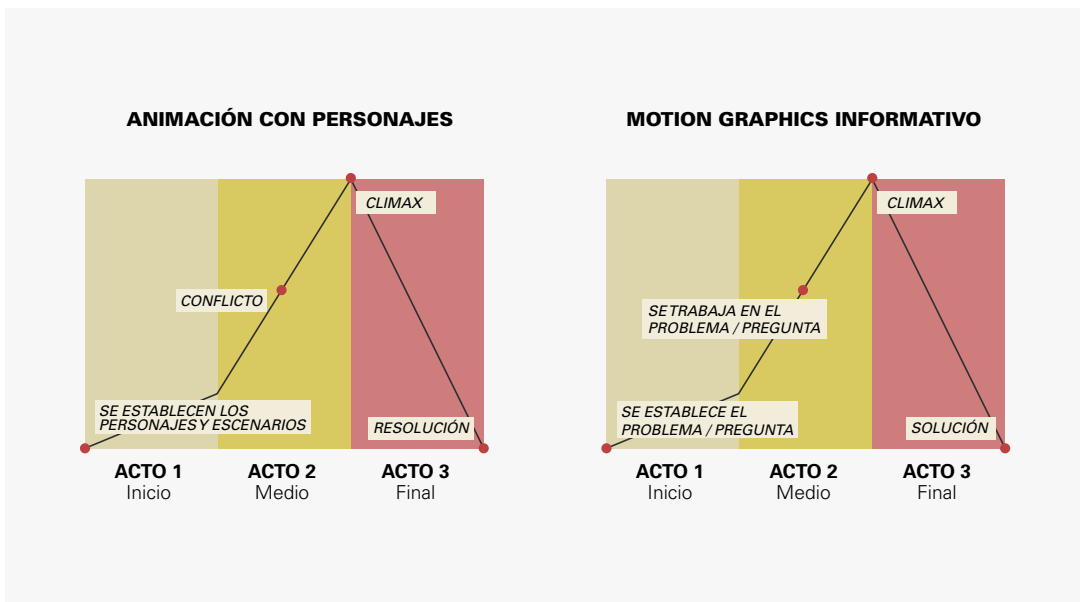 ANIMACIÓN CON PERSONAJES
CLIMAX
CONFLICTO
SE ESTABLECEN LOS
PERSONAJES Y ESCENARIOS
RESOLUCIÓN
ACTO 1
Inicio
ACTO 2
Medio
ACTO 3
Final
MOTION GRAPHICS INFORMATIVO
CLIMAX
SE TRABAJA EN EL
PROBLEMA / PREGUNTA
SE ESTABLECE EL
PROBLEMA / PREGUNTA
SOLUCIÓN
ACTO 1
Inicio
ACTO 2
Medio
ACTO 3
Final